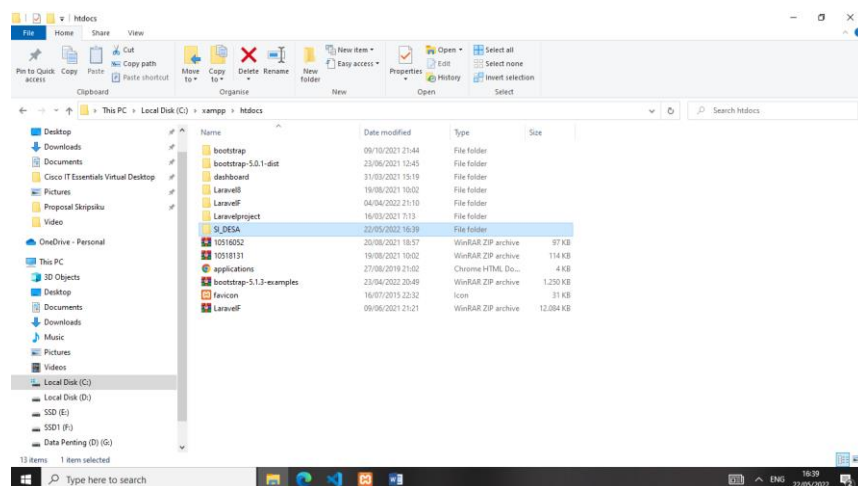 htdocs
File Home Share View
Pin to Quick access
Copy
Paste
Cut
Copy path
Paste shortcut
Clipboard
Move to
Copy to
Delete
Rename
Organise
New folder
New item
Easy access
New
Properties
Open
Edit
History
Open
Select all
Select none
Invert selection
Select
This PC > Local Disk (C:) > xampp > htdocs
Search htdocs
Desktop
Downloads
Documents
Cisco IT Essentials Virtual Desktop
Pictures
Proposal Skripsiku
Video
OneDrive - Personal
This PC
3D Objects
Desktop
Documents
Downloads
Music
Pictures
Videos
Local Disk (C:)
Local Disk (D:)
SSD (E:)
SSD1 (F:)
Data Penting (D) (G:)
Name Date modified Type Size
bootstrap 09/10/2021 21:44 File folder
bootstrap-5.0.1-dist 23/06/2021 12:45 File folder
dashboard 31/03/2021 15:19 File folder
Laravel8 19/08/2021 10:02 File folder
LaravelF 04/04/2022 21:10 File folder
Laravelproject 16/03/2021 7:13 File folder
SI_DESA 22/05/2022 16:39 File folder
10516052 20/08/2021 18:57 WinRAR ZIP archive 97 KB
10518131 19/08/2021 10:02 WinRAR ZIP archive 114 KB
applications 27/08/2019 21:02 Chrome HTML Do... 4 KB
bootstrap-5.1.3-examples 23/04/2022 20:49 WinRAR ZIP archive 1.250 KB
favicon 16/07/2015 22:32 Icon 31 KB
LaravelF 09/06/2021 21:21 WinRAR ZIP archive 12.084 KB
13 items 1 item selected
Type here to search
ENG
16:39
22/05/2022